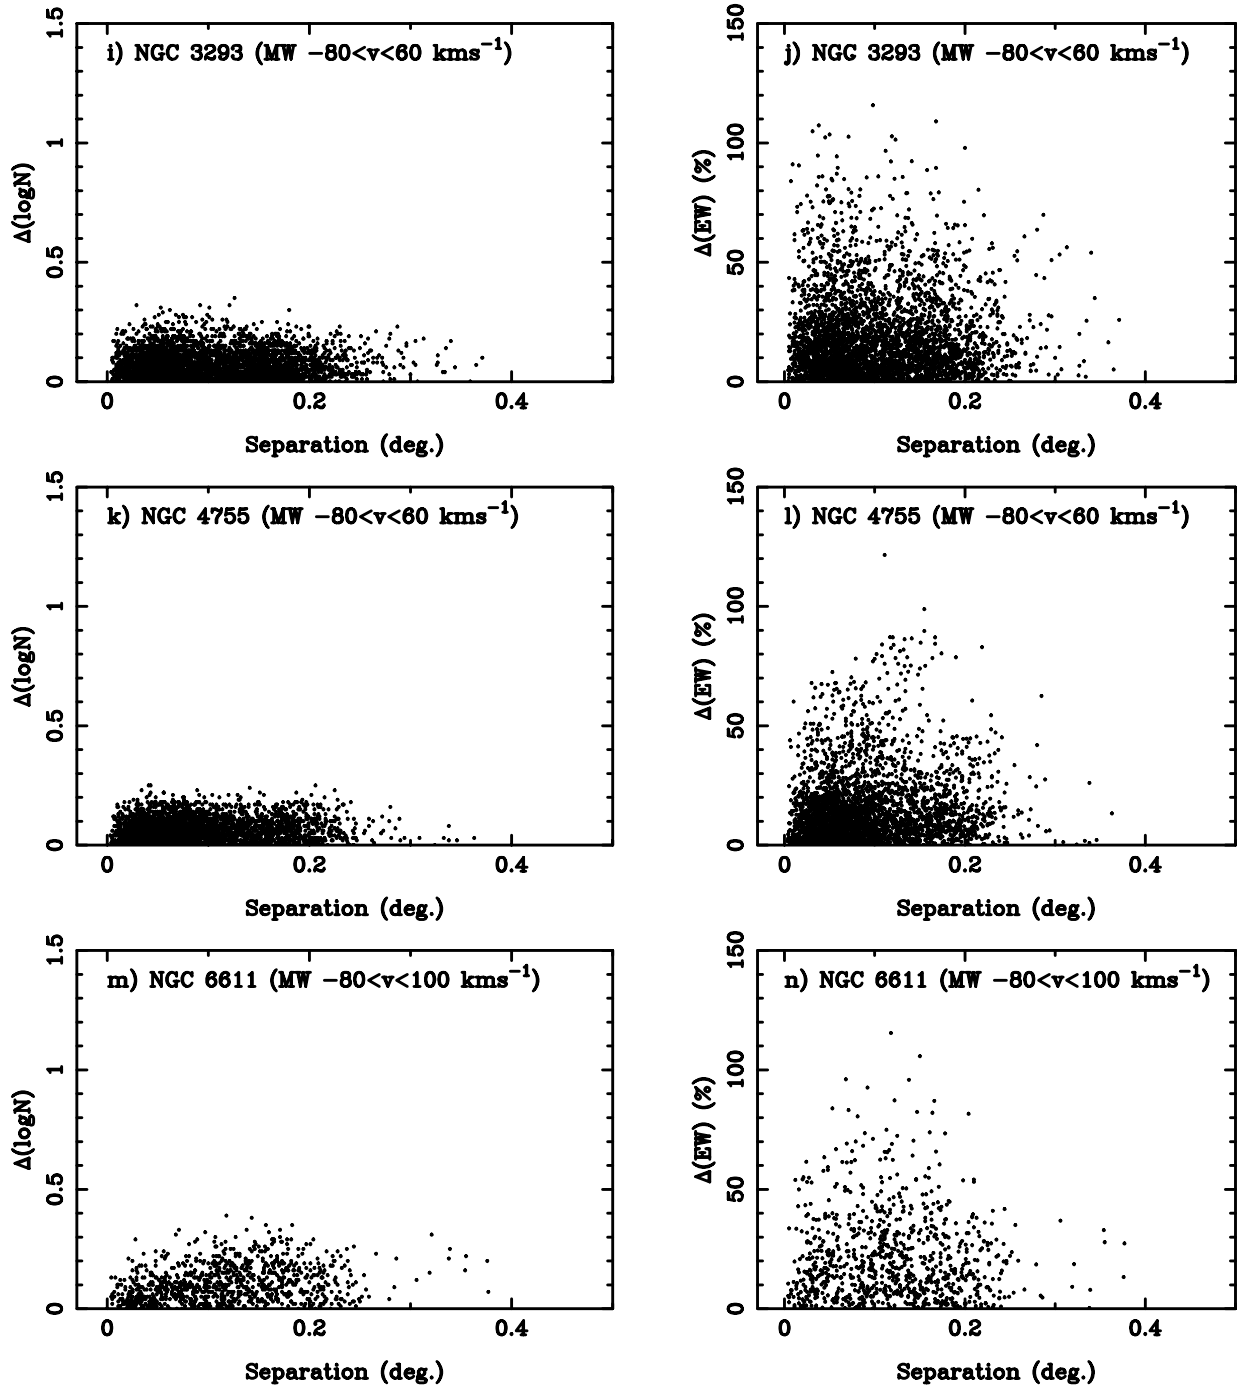 i) NGC 3293 (MW −80<v<60 kms⁻¹)
Δ(logN)
0 0.5 1 1.5
0 0.2 0.4
Separation (deg.)
j) NGC 3293 (MW −80<v<60 kms⁻¹)
Δ(EW) (%)
0 50 100 150
0 0.2 0.4
Separation (deg.)
k) NGC 4755 (MW −80<v<60 kms⁻¹)
Δ(logN)
0 0.5 1 1.5
0 0.2 0.4
Separation (deg.)
l) NGC 4755 (MW −80<v<60 kms⁻¹)
Δ(EW) (%)
0 50 100 150
0 0.2 0.4
Separation (deg.)
m) NGC 6611 (MW −80<v<100 kms⁻¹)
Δ(logN)
0 0.5 1 1.5
0 0.2 0.4
Separation (deg.)
n) NGC 6611 (MW −80<v<100 kms⁻¹)
Δ(EW) (%)
0 50 100 150
0 0.2 0.4
Separation (deg.)